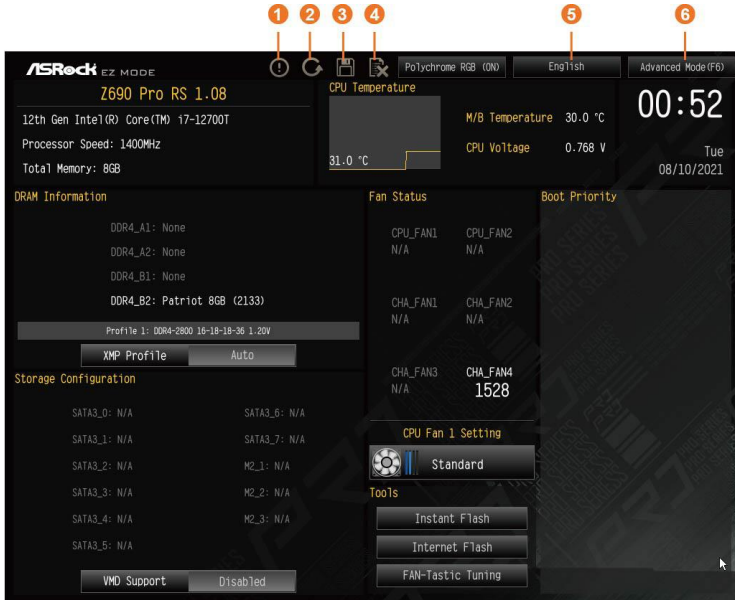 1 2 3 4 5 6
ASRock EZ MODE
Polychrome RGB (ON) English Advanced Mode(F6)
Z690 Pro RS 1.08
12th Gen Intel(R) Core(TM) i7-12700T
Processor Speed: 1400MHz
Total Memory: 8GB
CPU Temperature
31.0 °C
M/B Temperature 30.0 °C
CPU Voltage 0.768 V
00:52
Tue
08/10/2021
DRAM Information
DDR4_A1: None
DDR4_A2: None
DDR4_B1: None
DDR4_B2: Patriot 8GB (2133)
Profile 1: DDR4-2800 16-18-18-36 1.20V
XMP Profile Auto
Storage Configuration
SATA3_0: N/A SATA3_6: N/A
SATA3_1: N/A SATA3_7: N/A
SATA3_2: N/A M2_1: N/A
SATA3_3: N/A M2_2: N/A
SATA3_4: N/A M2_3: N/A
SATA3_5: N/A
VMD Support Disabled
Fan Status
CPU_FAN1 CPU_FAN2
N/A N/A
CHA_FAN1 CHA_FAN2
N/A N/A
CHA_FAN3 CHA_FAN4
N/A 1528
CPU Fan 1 Setting
Standard
Tools
Instant Flash
Internet Flash
FAN-Tastic Tuning
Boot Priority